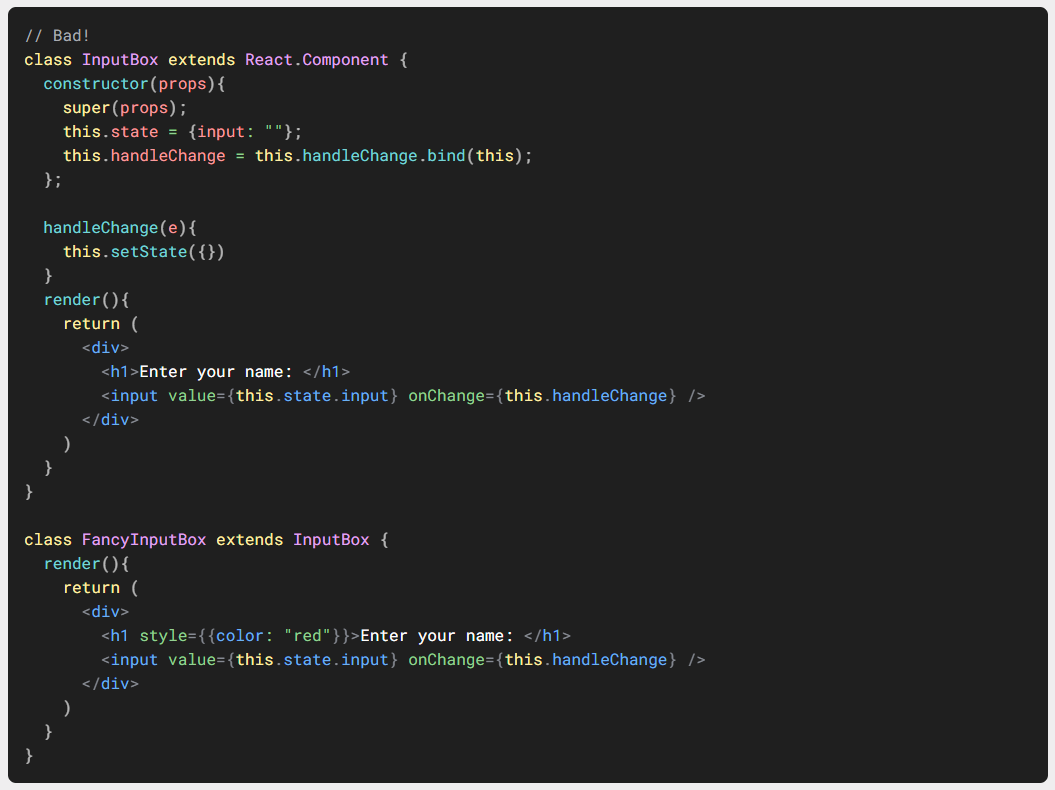 // Bad!
class InputBox extends React.Component {
  constructor(props){
    super(props);
    this.state = {input: ""};
    this.handleChange = this.handleChange.bind(this);
  };

  handleChange(e){
    this.setState({})
  }
  render(){
    return (
      <div>
        <h1>Enter your name: </h1>
        <input value={this.state.input} onChange={this.handleChange} />
      </div>
    )
  }
}

class FancyInputBox extends InputBox {
  render(){
    return (
      <div>
        <h1 style={{color: "red"}}>Enter your name: </h1>
        <input value={this.state.input} onChange={this.handleChange} />
      </div>
    )
  }
}